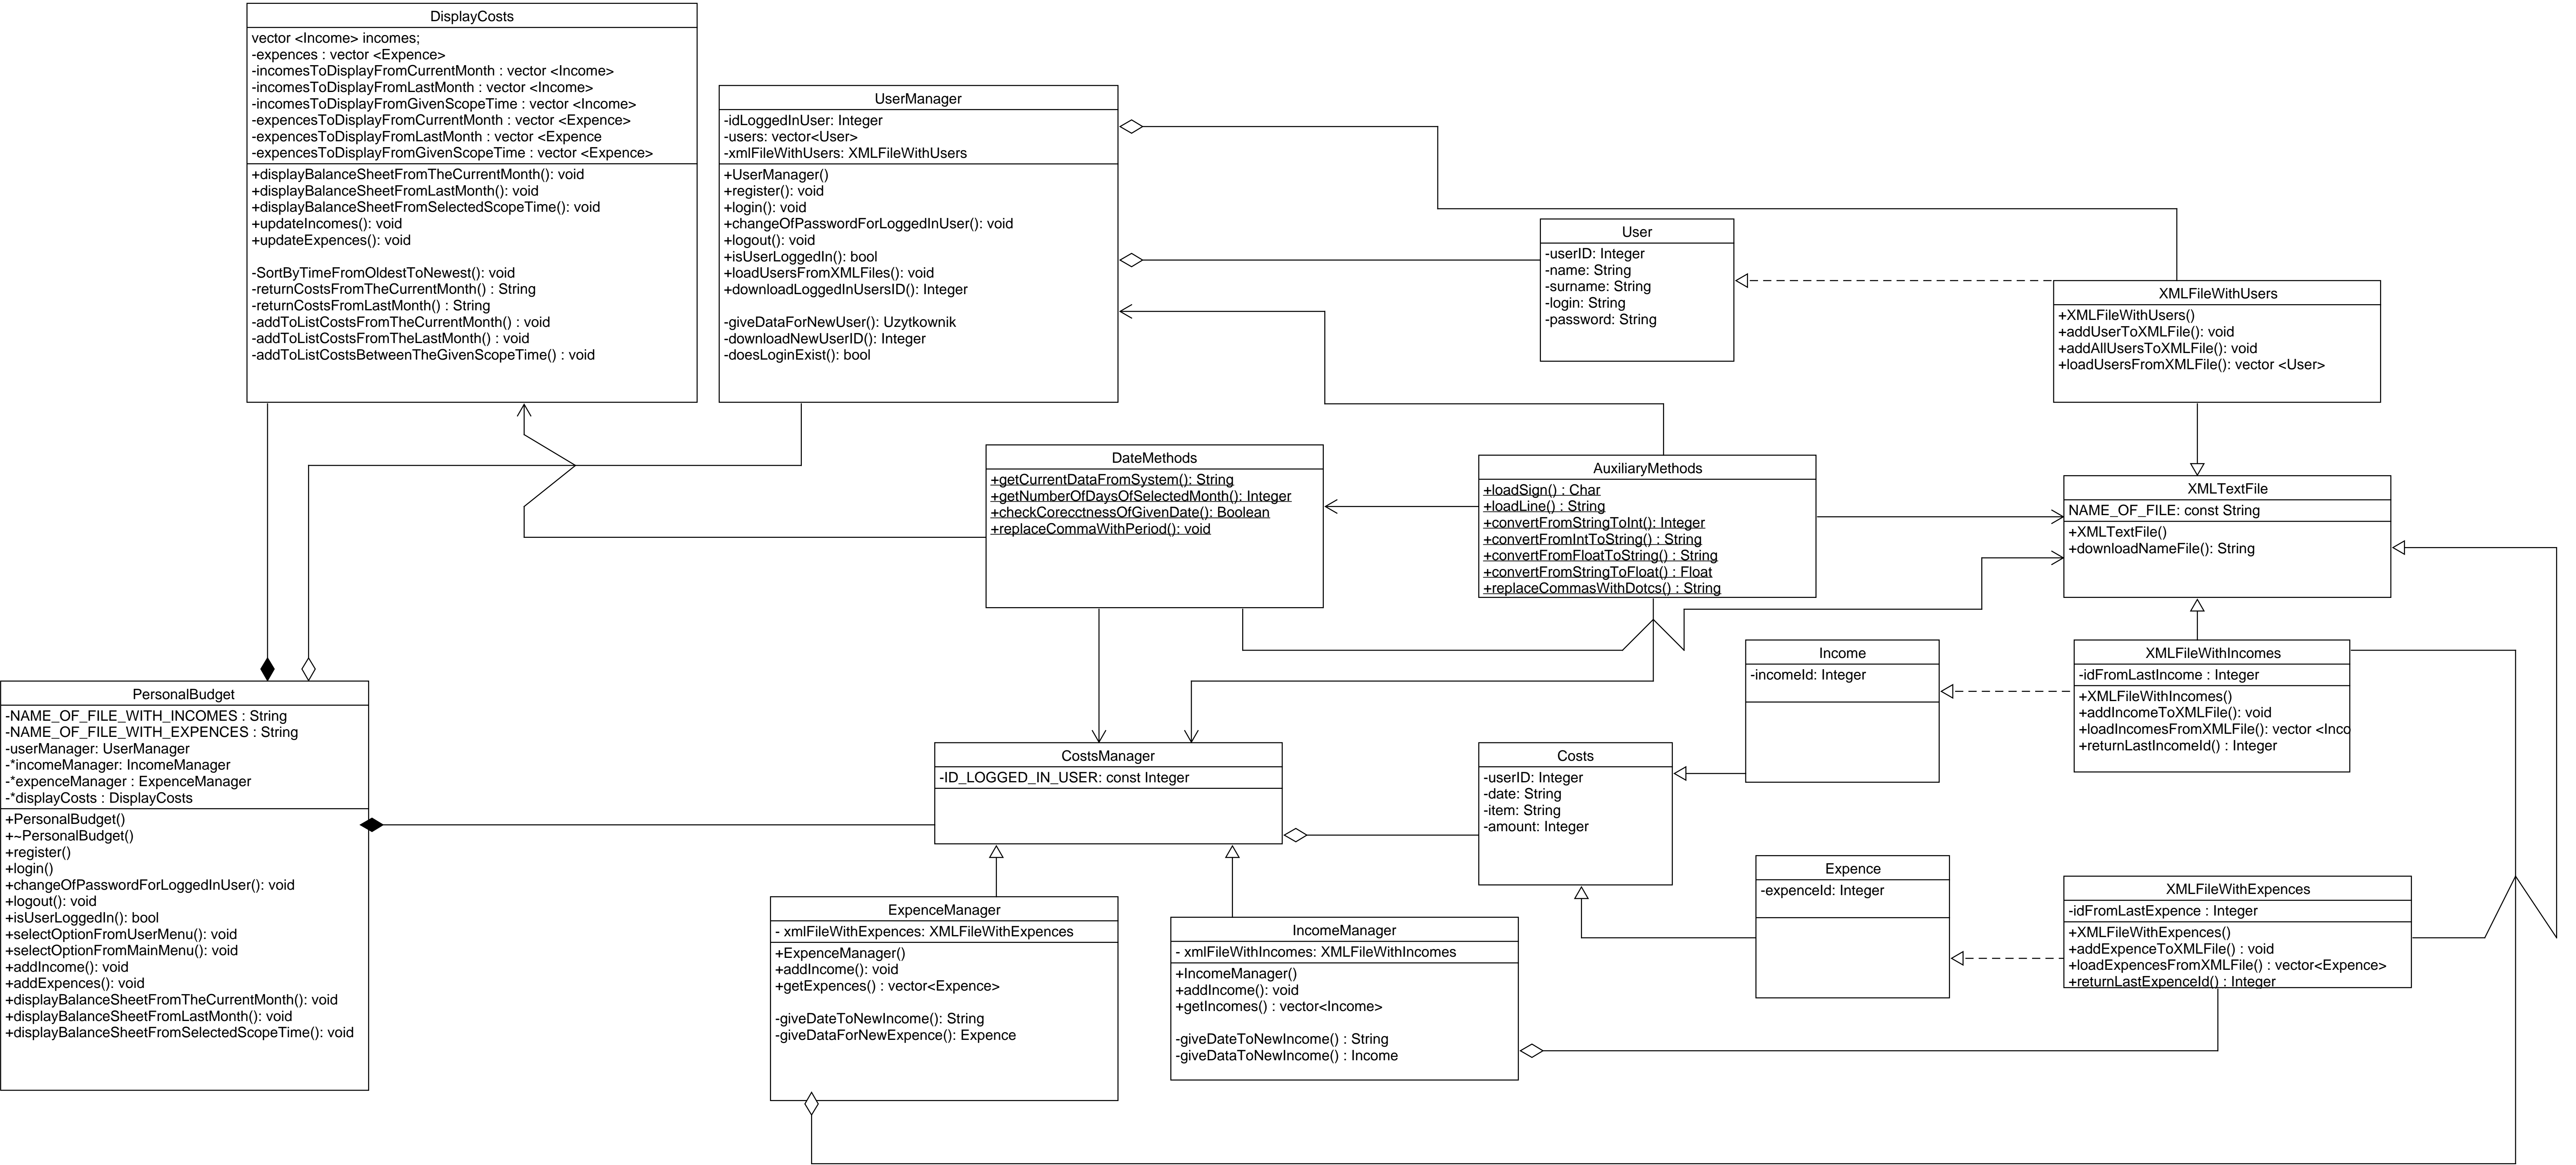 DisplayCosts
vector <Income> incomes;
-expences : vector <Expence>
-incomesToDisplayFromCurrentMonth : vector <Income>
-incomesToDisplayFromLastMonth : vector <Income>
-incomesToDisplayFromGivenScopeTime : vector <Income>
-expencesToDisplayFromCurrentMonth : vector <Expence>
-expencesToDisplayFromLastMonth : vector <Expence
-expencesToDisplayFromGivenScopeTime : vector <Expence>
+displayBalanceSheetFromTheCurrentMonth(): void
+displayBalanceSheetFromLastMonth(): void
+displayBalanceSheetFromSelectedScopeTime(): void
+updateIncomes(): void
+updateExpences(): void
-SortByTimeFromOldestToNewest(): void
-returnCostsFromTheCurrentMonth() : String
-returnCostsFromLastMonth() : String
-addToListCostsFromTheCurrentMonth() : void
-addToListCostsFromTheLastMonth() : void
-addToListCostsBetweenTheGivenScopeTime() : void
UserManager
-idLoggedInUser: Integer
-users: vector<User>
-xmlFileWithUsers: XMLFileWithUsers
+UserManager()
+register(): void
+login(): void
+changeOfPasswordForLoggedInUser(): void
+logout(): void
+isUserLoggedIn(): bool
+loadUsersFromXMLFiles(): void
+downloadLoggedInUsersID(): Integer
-giveDataForNewUser(): Uzytkownik
-downloadNewUserID(): Integer
-doesLoginExist(): bool
User
-userID: Integer
-name: String
-surname: String
-login: String
-password: String
XMLFileWithUsers
+XMLFileWithUsers()
+addUserToXMLFile(): void
+addAllUsersToXMLFile(): void
+loadUsersFromXMLFile(): vector <User>
DateMethods
+getCurrentDataFromSystem(): String
+getNumberOfDaysOfSelectedMonth(): Integer
+checkCorecctnessOfGivenDate(): Boolean
+replaceCommaWithPeriod(): void
AuxiliaryMethods
+loadSign() : Char
+loadLine() : String
+convertFromStringToInt(): Integer
+convertFromIntToString() : String
+convertFromFloatToString() : String
+convertFromStringToFloat() : Float
+replaceCommasWithDotcs() : String
XMLTextFile
NAME_OF_FILE: const String
+XMLTextFile()
+downloadNameFile(): String
PersonalBudget
-NAME_OF_FILE_WITH_INCOMES : String
-NAME_OF_FILE_WITH_EXPENCES : String
-userManager: UserManager
-*incomeManager: IncomeManager
-*expenceManager : ExpenceManager
-*displayCosts : DisplayCosts
+PersonalBudget()
+~PersonalBudget()
+register()
+login()
+changeOfPasswordForLoggedInUser(): void
+logout(): void
+isUserLoggedIn(): bool
+selectOptionFromUserMenu(): void
+selectOptionFromMainMenu(): void
+addIncome(): void
+addExpences(): void
+displayBalanceSheetFromTheCurrentMonth(): void
+displayBalanceSheetFromLastMonth(): void
+displayBalanceSheetFromSelectedScopeTime(): void
CostsManager
-ID_LOGGED_IN_USER: const Integer
Costs
-userID: Integer
-date: String
-item: String
-amount: Integer
Income
-incomeId: Integer
XMLFileWithIncomes
-idFromLastIncome : Integer
+XMLFileWithIncomes()
+addIncomeToXMLFile(): void
+loadIncomesFromXMLFile(): vector <Inco
+returnLastIncomeId() : Integer
ExpenceManager
- xmlFileWithExpences: XMLFileWithExpences
+ExpenceManager()
+addIncome(): void
+getExpences() : vector<Expence>
-giveDateToNewIncome(): String
-giveDataForNewExpence(): Expence
IncomeManager
- xmlFileWithIncomes: XMLFileWithIncomes
+IncomeManager()
+addIncome(): void
+getIncomes() : vector<Income>
-giveDateToNewIncome() : String
-giveDataToNewIncome() : Income
Expence
-expenceId: Integer
XMLFileWithExpences
-idFromLastExpence : Integer
+XMLFileWithExpences()
+addExpenceToXMLFile() : void
+loadExpencesFromXMLFile() : vector<Expence>
+returnLastExpenceId() : Integer